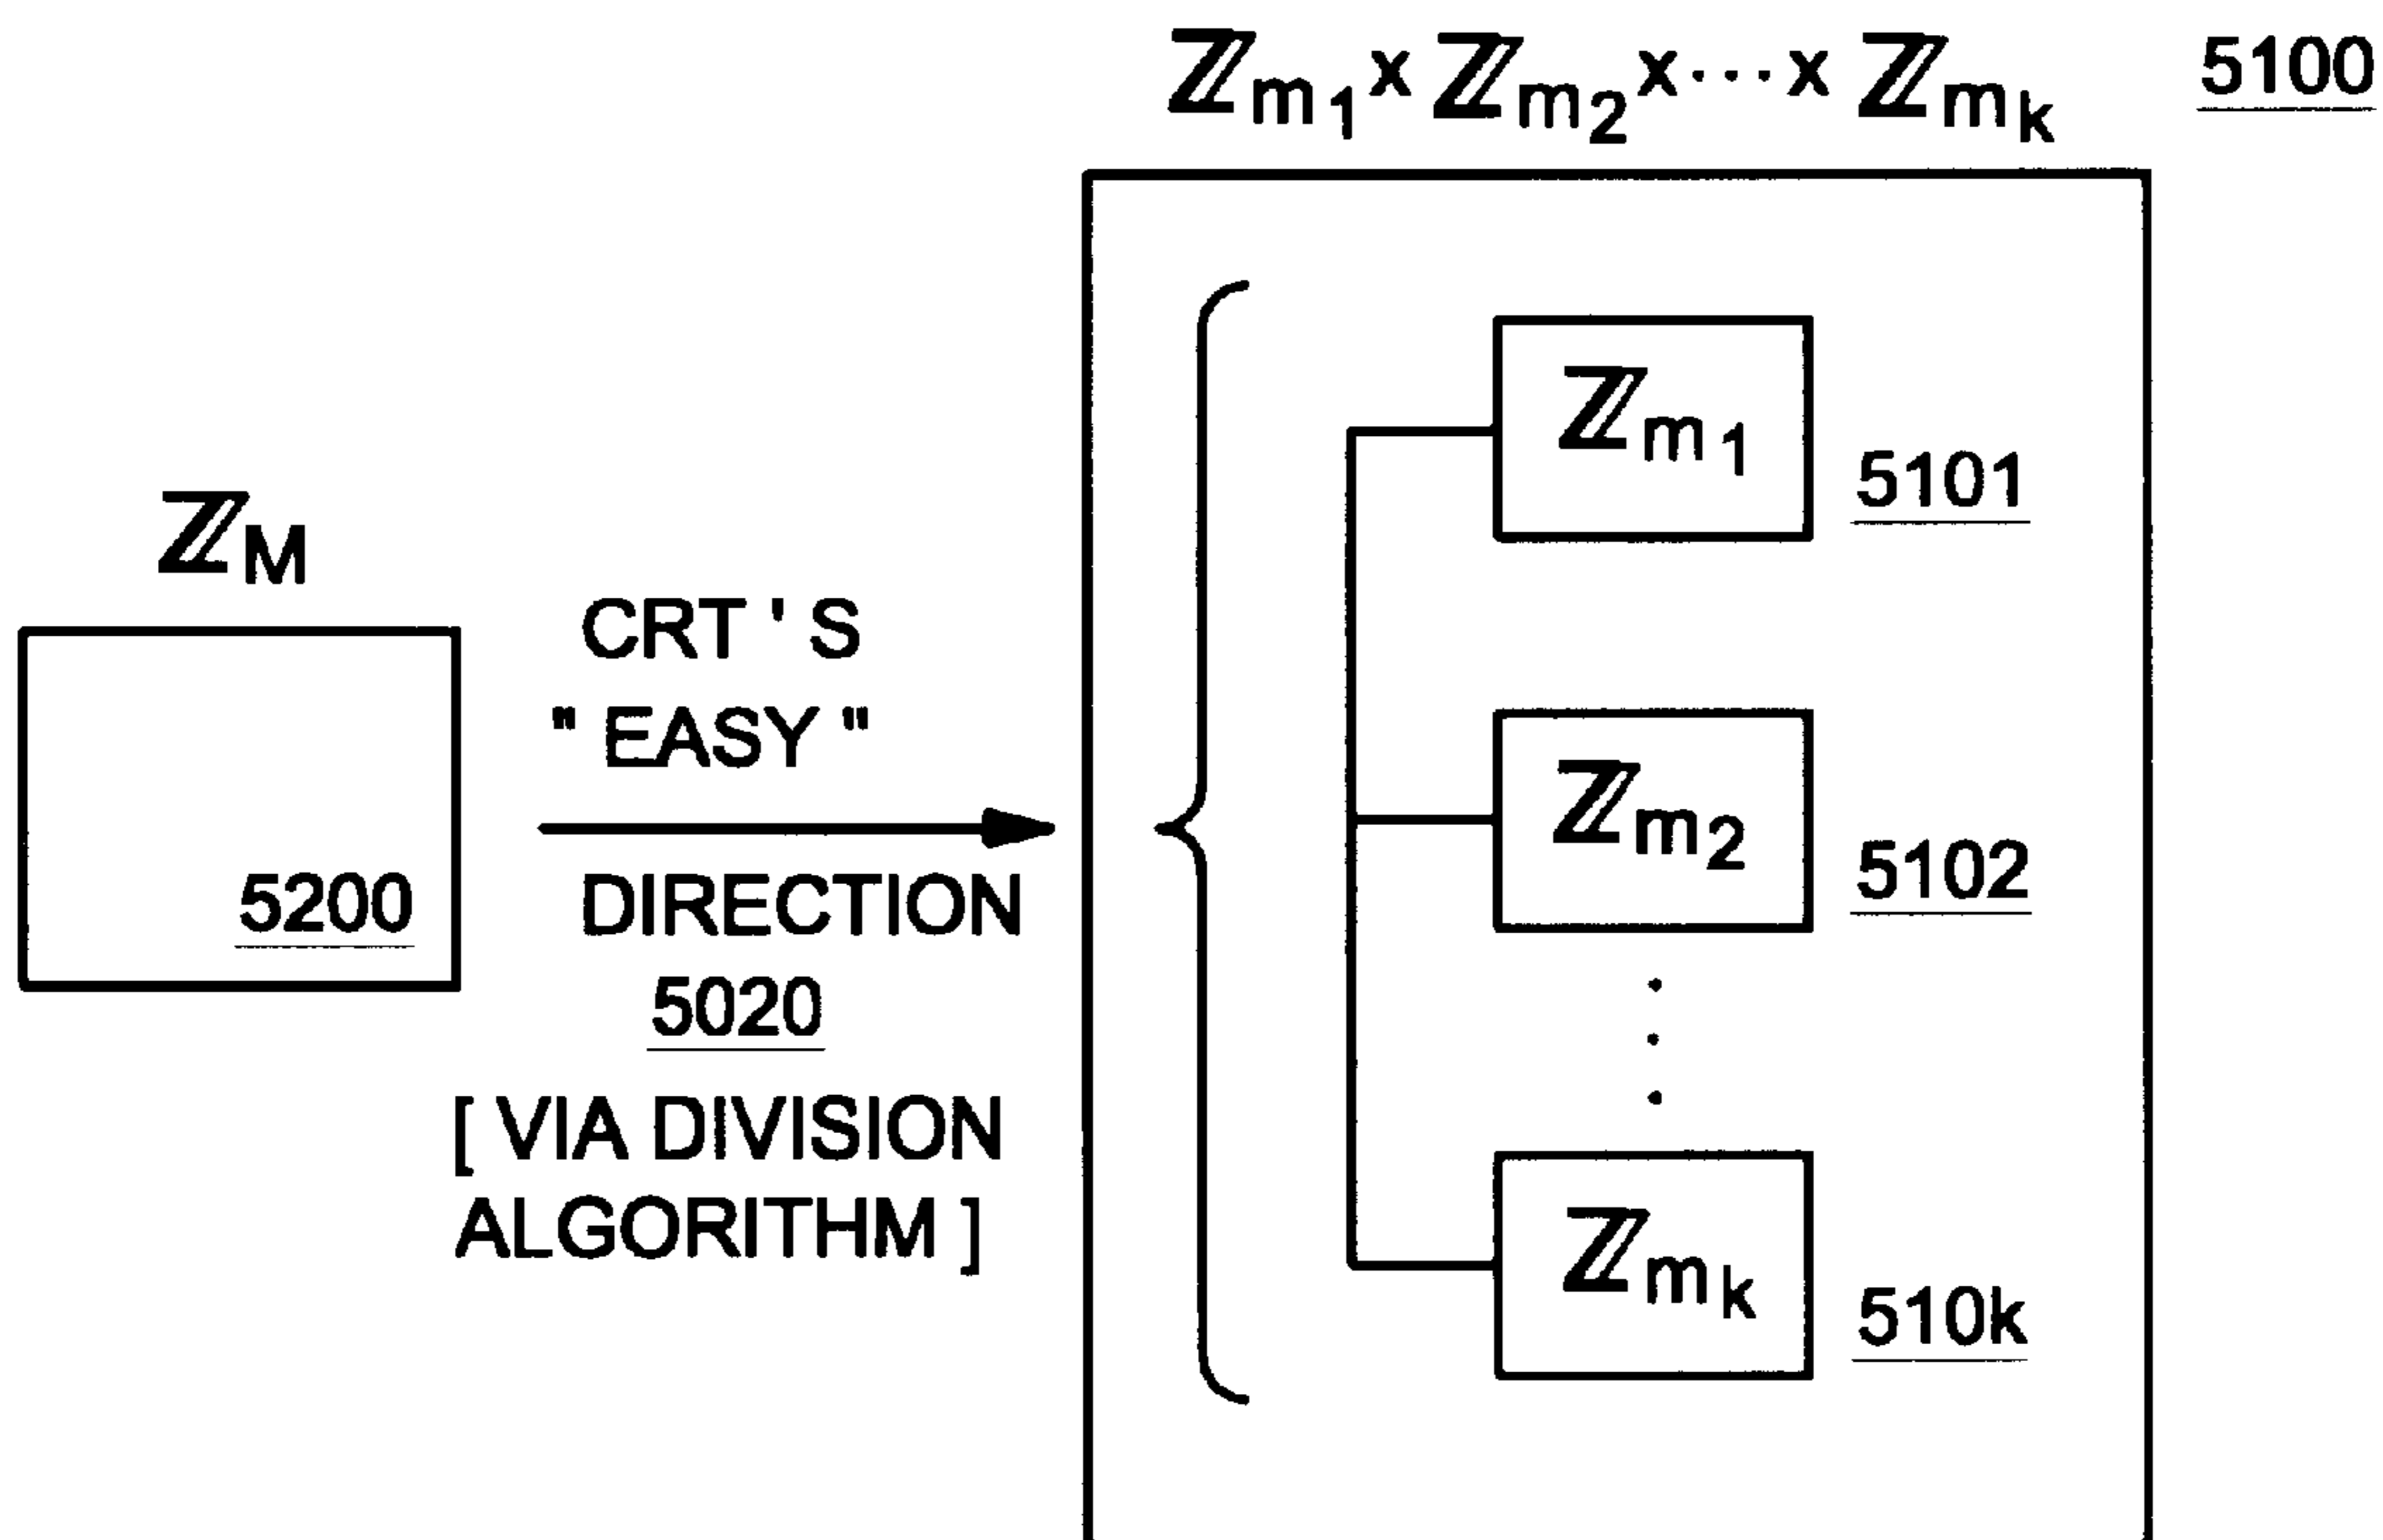 ℤm1 x ℤm2 x ··· x ℤmk 5100
ℤm1
5101
ℤM
CRT ' S
" EASY "
ℤm2
5102
5200
DIRECTION
5020
[ VIA DIVISION
ALGORITHM ]
ℤmk
510k